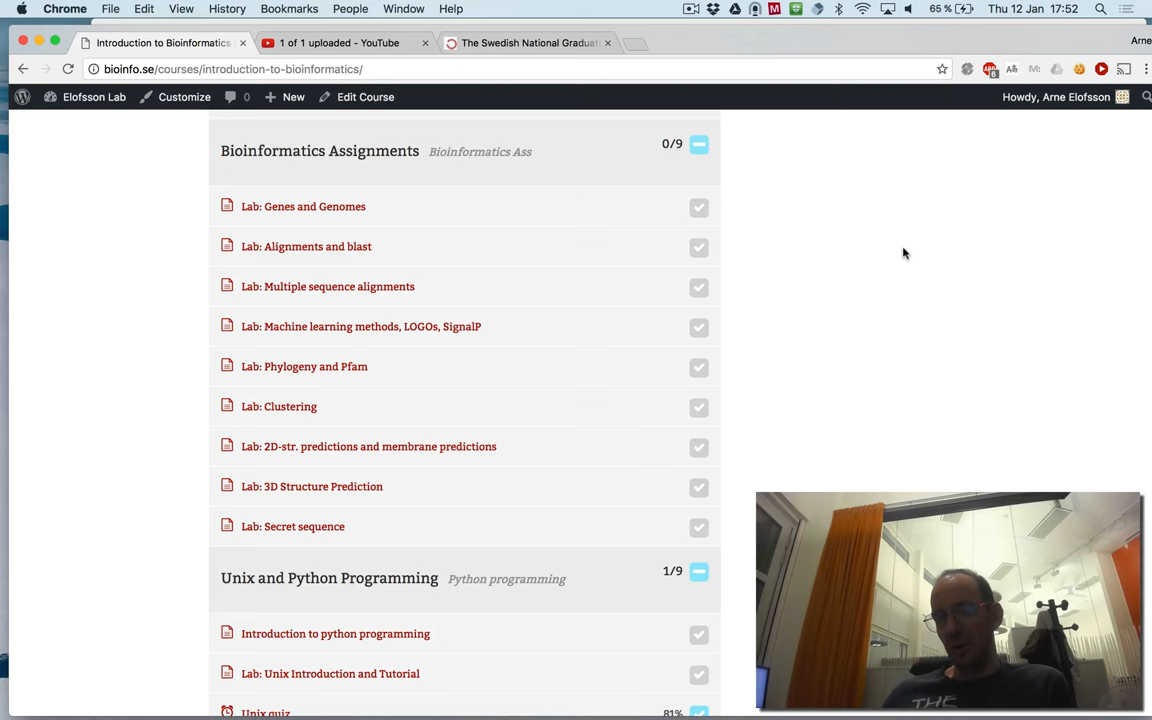 Chrome File Edit View History Bookmarks People Window Help 65% Thu 12 Jan 17:52
Introduction to Bioinformatics 1 of 1 uploaded - YouTube The Swedish National Graduat Arne
bioinfo.se/courses/introduction-to-bioinformatics/
Elofsson Lab Customize 0 New Edit Course Howdy, Arne Elofsson
Bioinformatics Assignments Bioinformatics Ass 0/9
Lab: Genes and Genomes
Lab: Alignments and blast
Lab: Multiple sequence alignments
Lab: Machine learning methods, LOGOs, SignalP
Lab: Phylogeny and Pfam
Lab: Clustering
Lab: 2D-str. predictions and membrane predictions
Lab: 3D Structure Prediction
Lab: Secret sequence
Unix and Python Programming Python programming 1/9
Introduction to python programming
Lab: Unix Introduction and Tutorial
Unix quiz 81%
THE